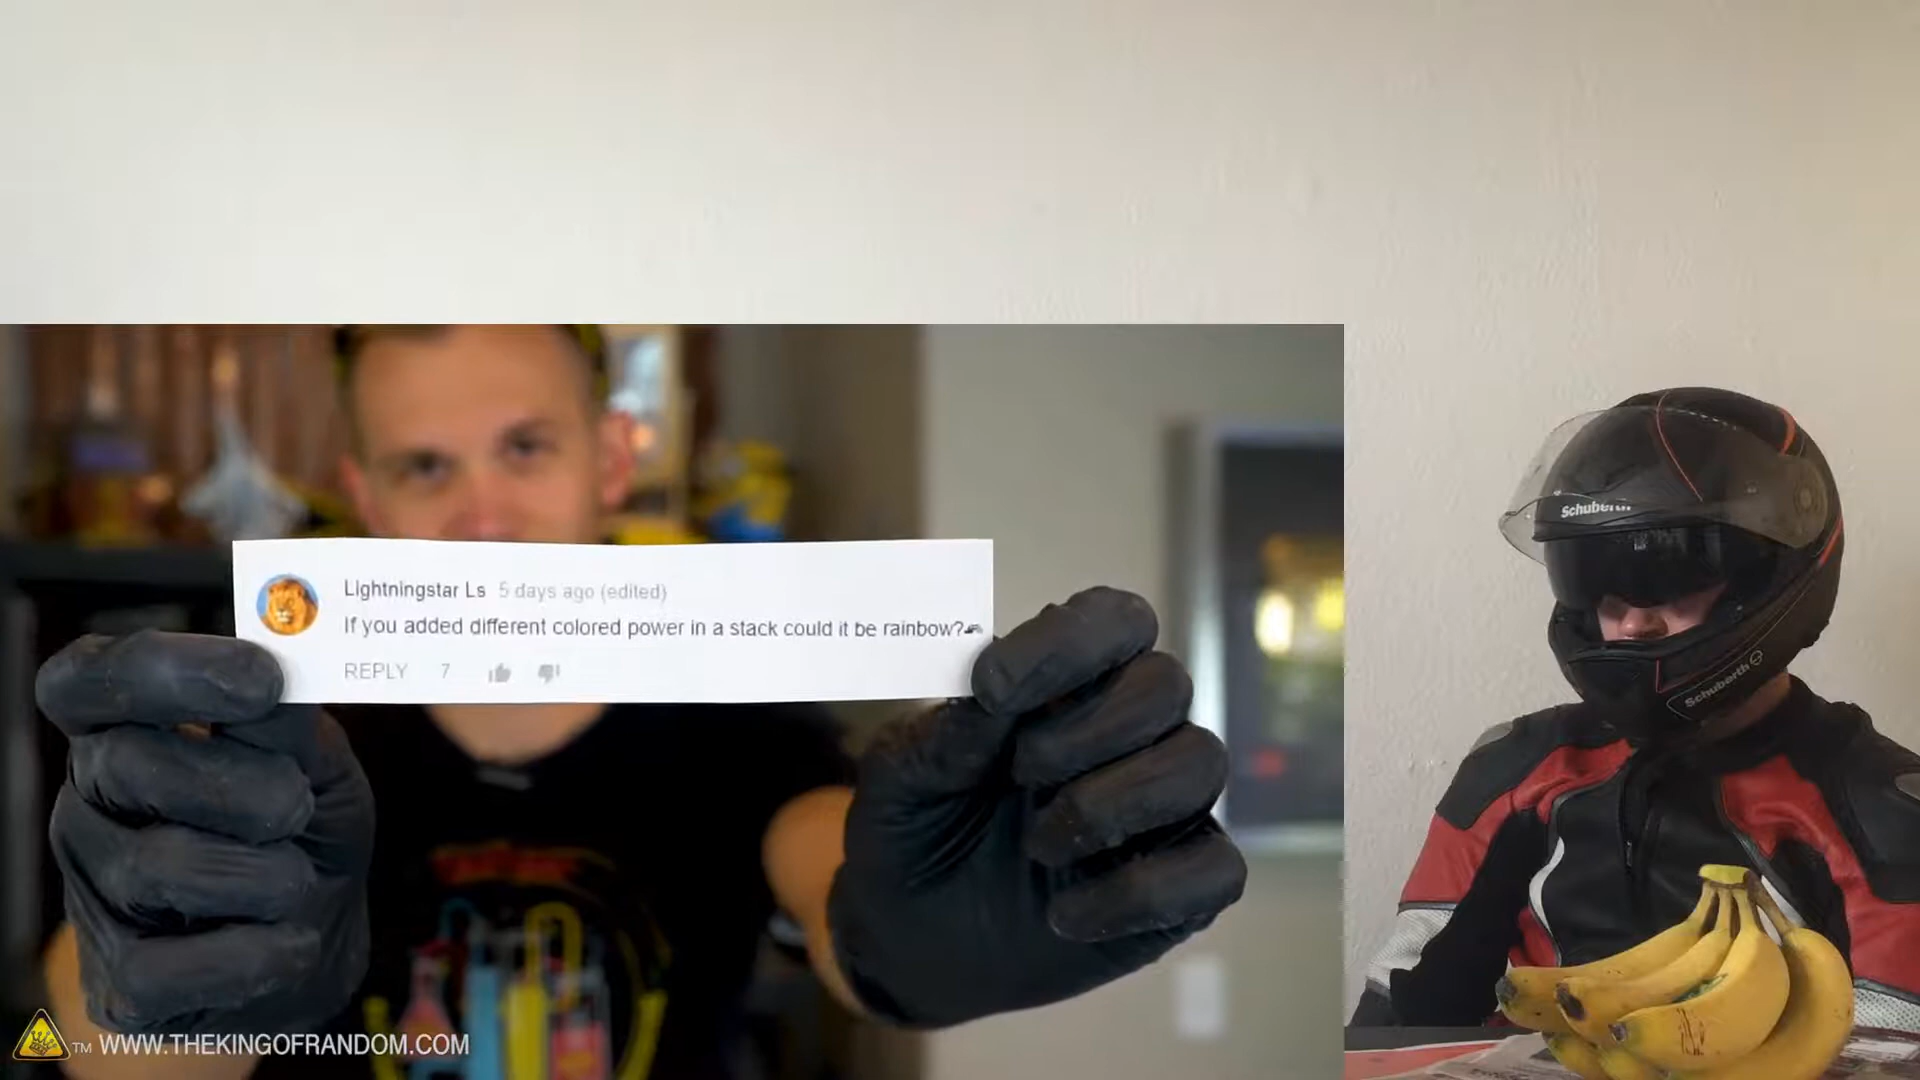 Schuberth
Lightningstar Ls 5 days ago (edited)
If you added different colored power in a stack could it be rainbow?
REPLY 7
Schuberth
TM WWW.THEKINGOFRANDOM.COM